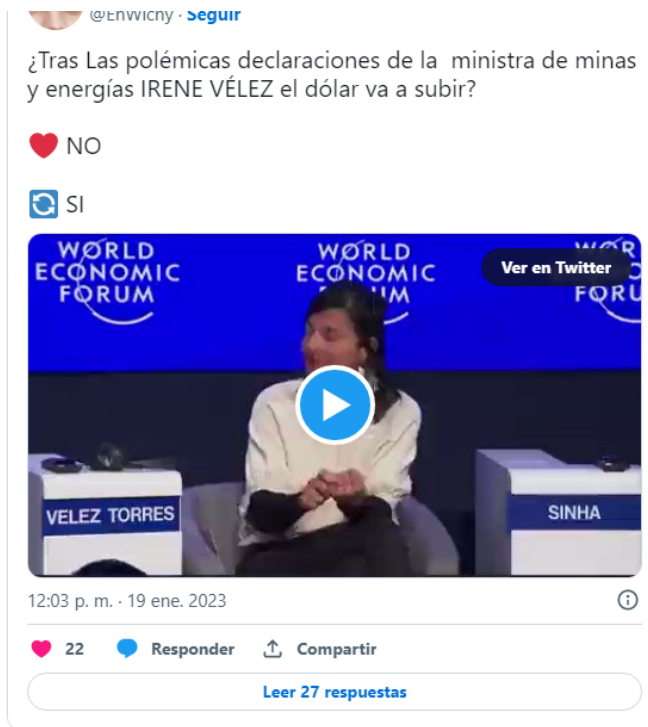 @EhWichy · Seguir
¿Tras Las polémicas declaraciones de la ministra de minas
y energías IRENE VÉLEZ el dólar va a subir?
NO
SI
WORLD
ECONOMIC
FORUM
WORLD
ECONOMIC
Ver en Twitter
VELEZ TORRES
SINHA
12:03 p. m. · 19 ene. 2023
22 Responder Compartir
Leer 27 respuestas